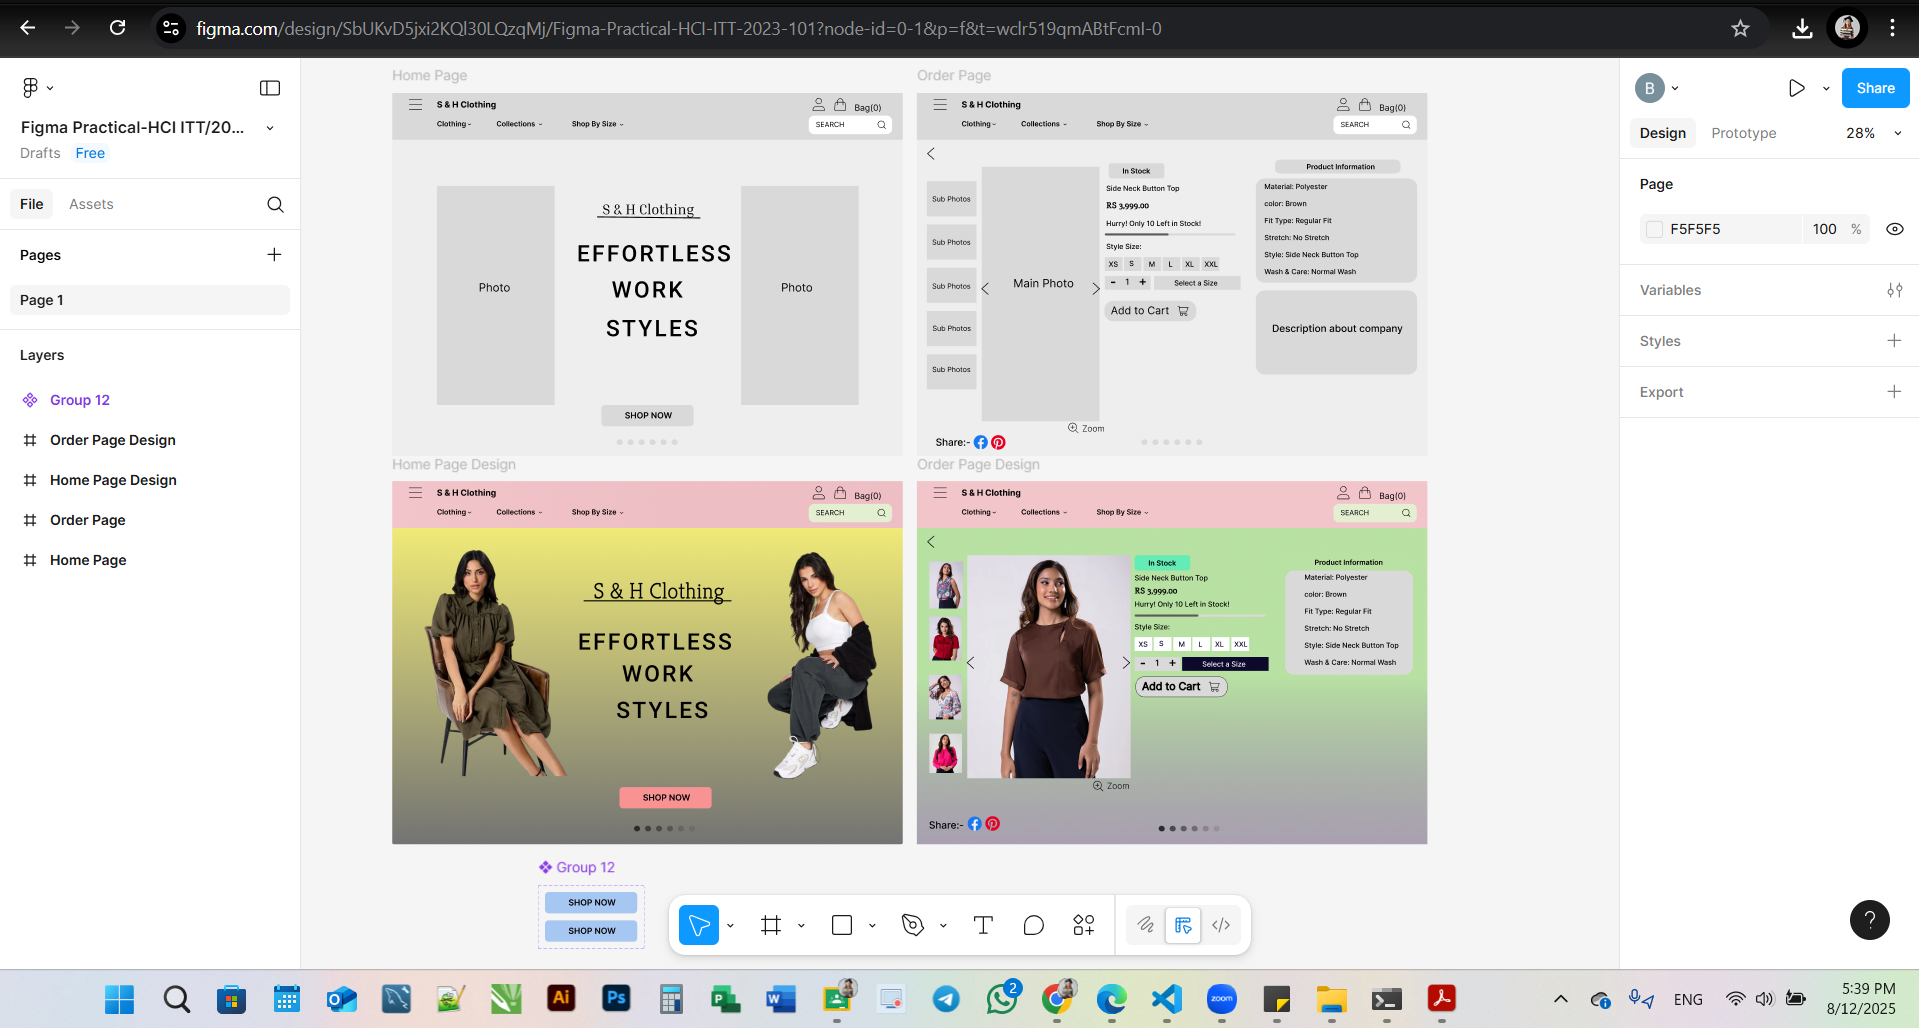 figma.com/design/SbUKvD5jxi2KQl30LQzqMj/Figma-Practical-HCI-ITT-2023-101?node-id=0-1&p=f&t=wclr519qmABtFcmI-0
Figma Practical-HCI ITT/20...
Drafts Free
File Assets
Pages
Page 1
Layers
Group 12
Order Page Design
Home Page Design
Order Page
Home Page
Home Page
S & H Clothing
Bag(0)
Clothing Collections Shop By Size
SEARCH
Photo
S & H Clothing
EFFORTLESS
WORK
STYLES
Photo
SHOP NOW
Order Page
S & H Clothing
Bag(0)
Clothing Collections Shop By Size
SEARCH
Sub Photos
Sub Photos
Sub Photos
Sub Photos
Sub Photos
Main Photo
Zoom
Share:-
In Stock
Side Neck Button Top
RS 3,999.00
Hurry! Only 10 Left in Stock!
Style Size:
XS S M L XL XXL
- 1 + Select a Size
Add to Cart
Product Information
Material: Polyester
color: Brown
Fit Type: Regular Fit
Stretch: No Stretch
Style: Side Neck Button Top
Wash & Care: Normal Wash
Description about company
Home Page Design
S & H Clothing
Bag(0)
Clothing Collections Shop By Size
SEARCH
S & H Clothing
EFFORTLESS
WORK
STYLES
SHOP NOW
Order Page Design
S & H Clothing
Bag(0)
Clothing Collections Shop By Size
SEARCH
In Stock
Side Neck Button Top
RS 3,999.00
Hurry! Only 10 Left in Stock!
Style Size:
XS S M L XL XXL
- 1 + Select a Size
Add to Cart
Zoom
Share:-
Product Information
Material: Polyester
color: Brown
Fit Type: Regular Fit
Stretch: No Stretch
Style: Side Neck Button Top
Wash & Care: Normal Wash
Group 12
SHOP NOW
SHOP NOW
B
Share
Design Prototype 28%
Page
F5F5F5 100 %
Variables
Styles
Export
?
Ai
Ps
2
zoom
ENG
5:39 PM
8/12/2025